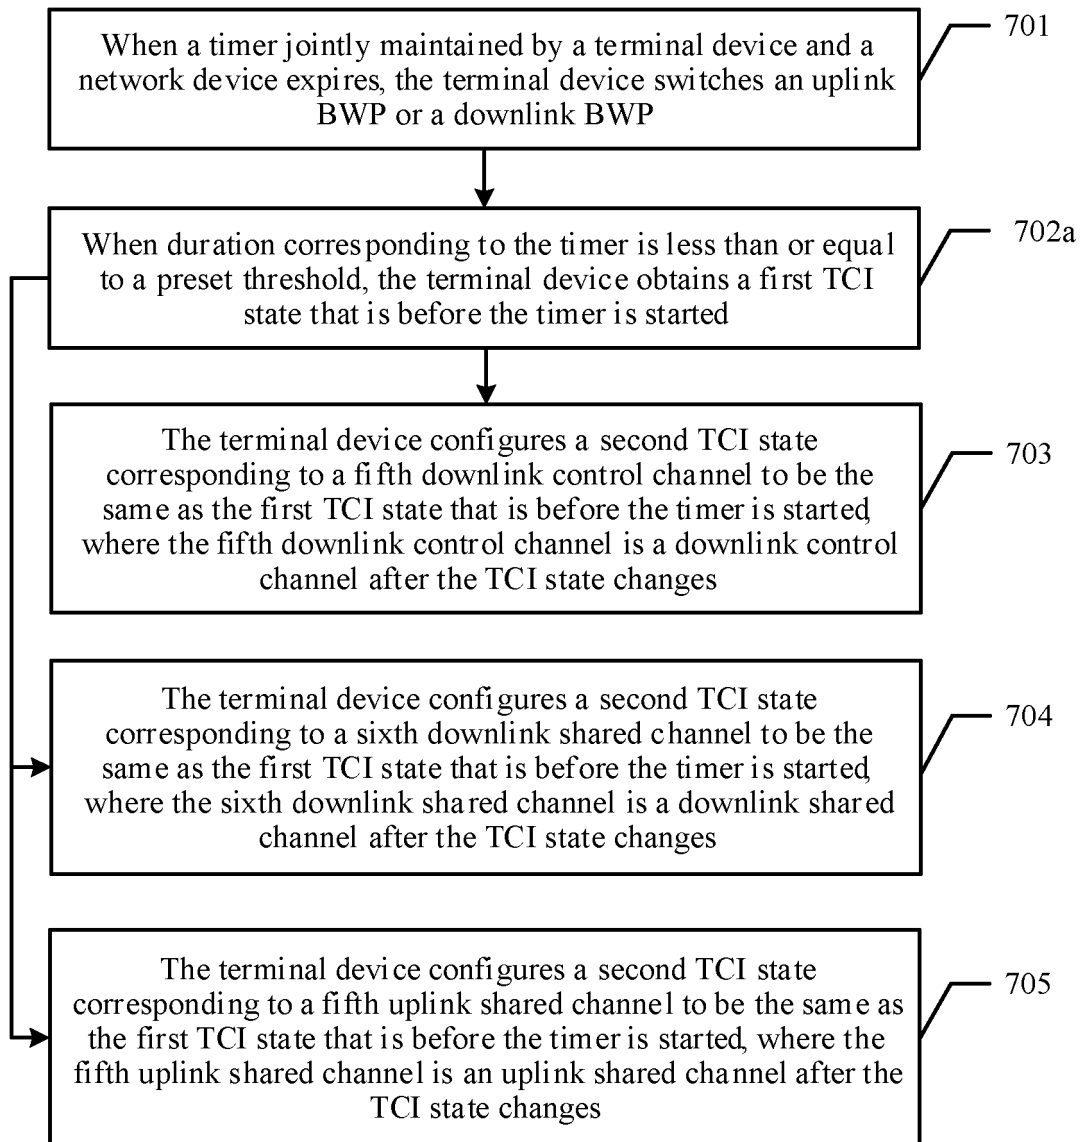 When a timer jointly maintained by a terminal device and a
network device expires, the terminal device switches an uplink
BWP or a downlink BWP
701
When duration corresponding to the timer is less than or equal
to a preset threshold, the terminal device obtains a first TCI
state that is before the timer is started
702a
The terminal device configures a second TCI state
corresponding to a fifth downlink control channel to be the
same as the first TCI state that is before the timer is started,
where the fifth downlink control channel is a downlink control
channel after the TCI state changes
703
The terminal device configures a second TCI state
corresponding to a sixth downlink shared channel to be the
same as the first TCI state that is before the timer is started,
where the sixth downlink shared channel is a downlink shared
channel after the TCI state changes
704
The terminal device configures a second TCI state
corresponding to a fifth uplink shared channel to be the same as
the first TCI state that is before the timer is started, where the
fifth uplink shared channel is an uplink shared channel after the
TCI state changes
705